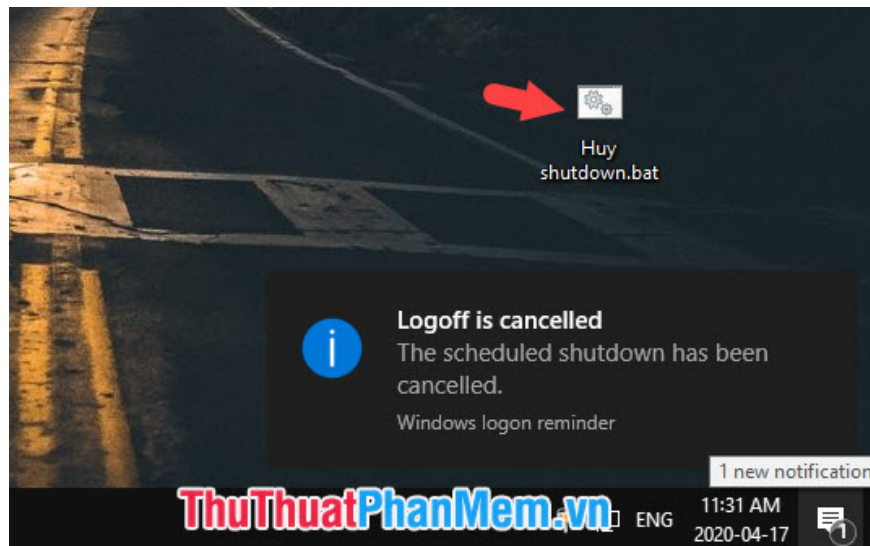 Huy
shutdown.bat
Logoff is cancelled
The scheduled shutdown has been
cancelled.
Windows logon reminder
1 new notification
ThuThuatPhanMem.vn
ENG
11:31 AM
2020-04-17
1